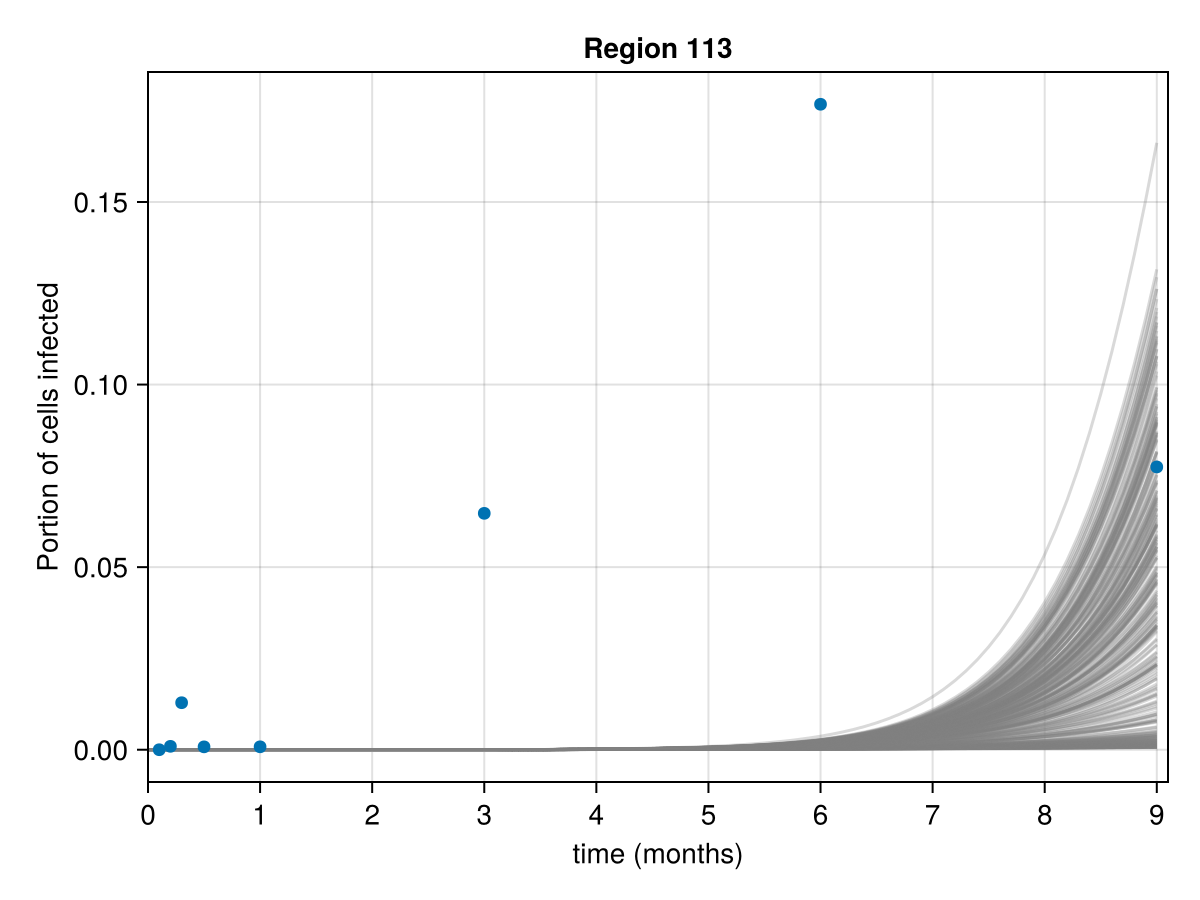 Region 113
Portion of cells infected
0.15
0.10
0.05
0.00
0 1 2 3 4 5 6 7 8 9
time (months)